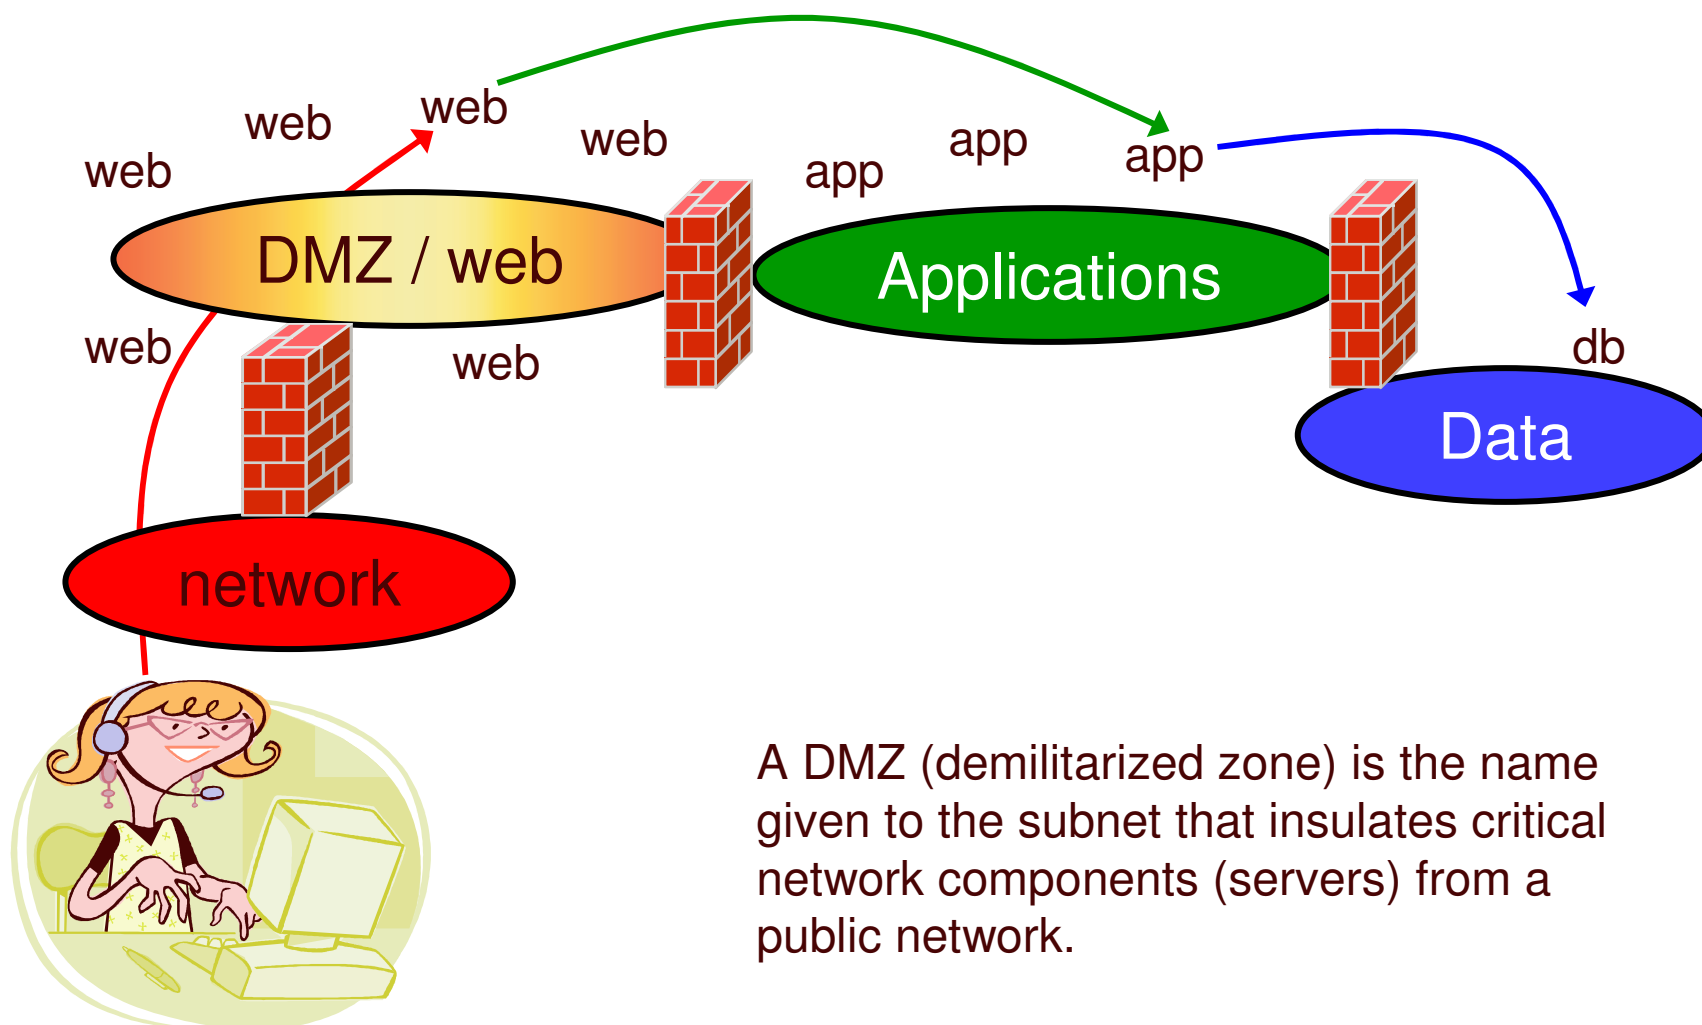 web
web
web
web
app
app
app
DMZ / web
Applications
web
web
db
Data
network
A DMZ (demilitarized zone) is the name
given to the subnet that insulates critical
network components (servers) from a
public network.